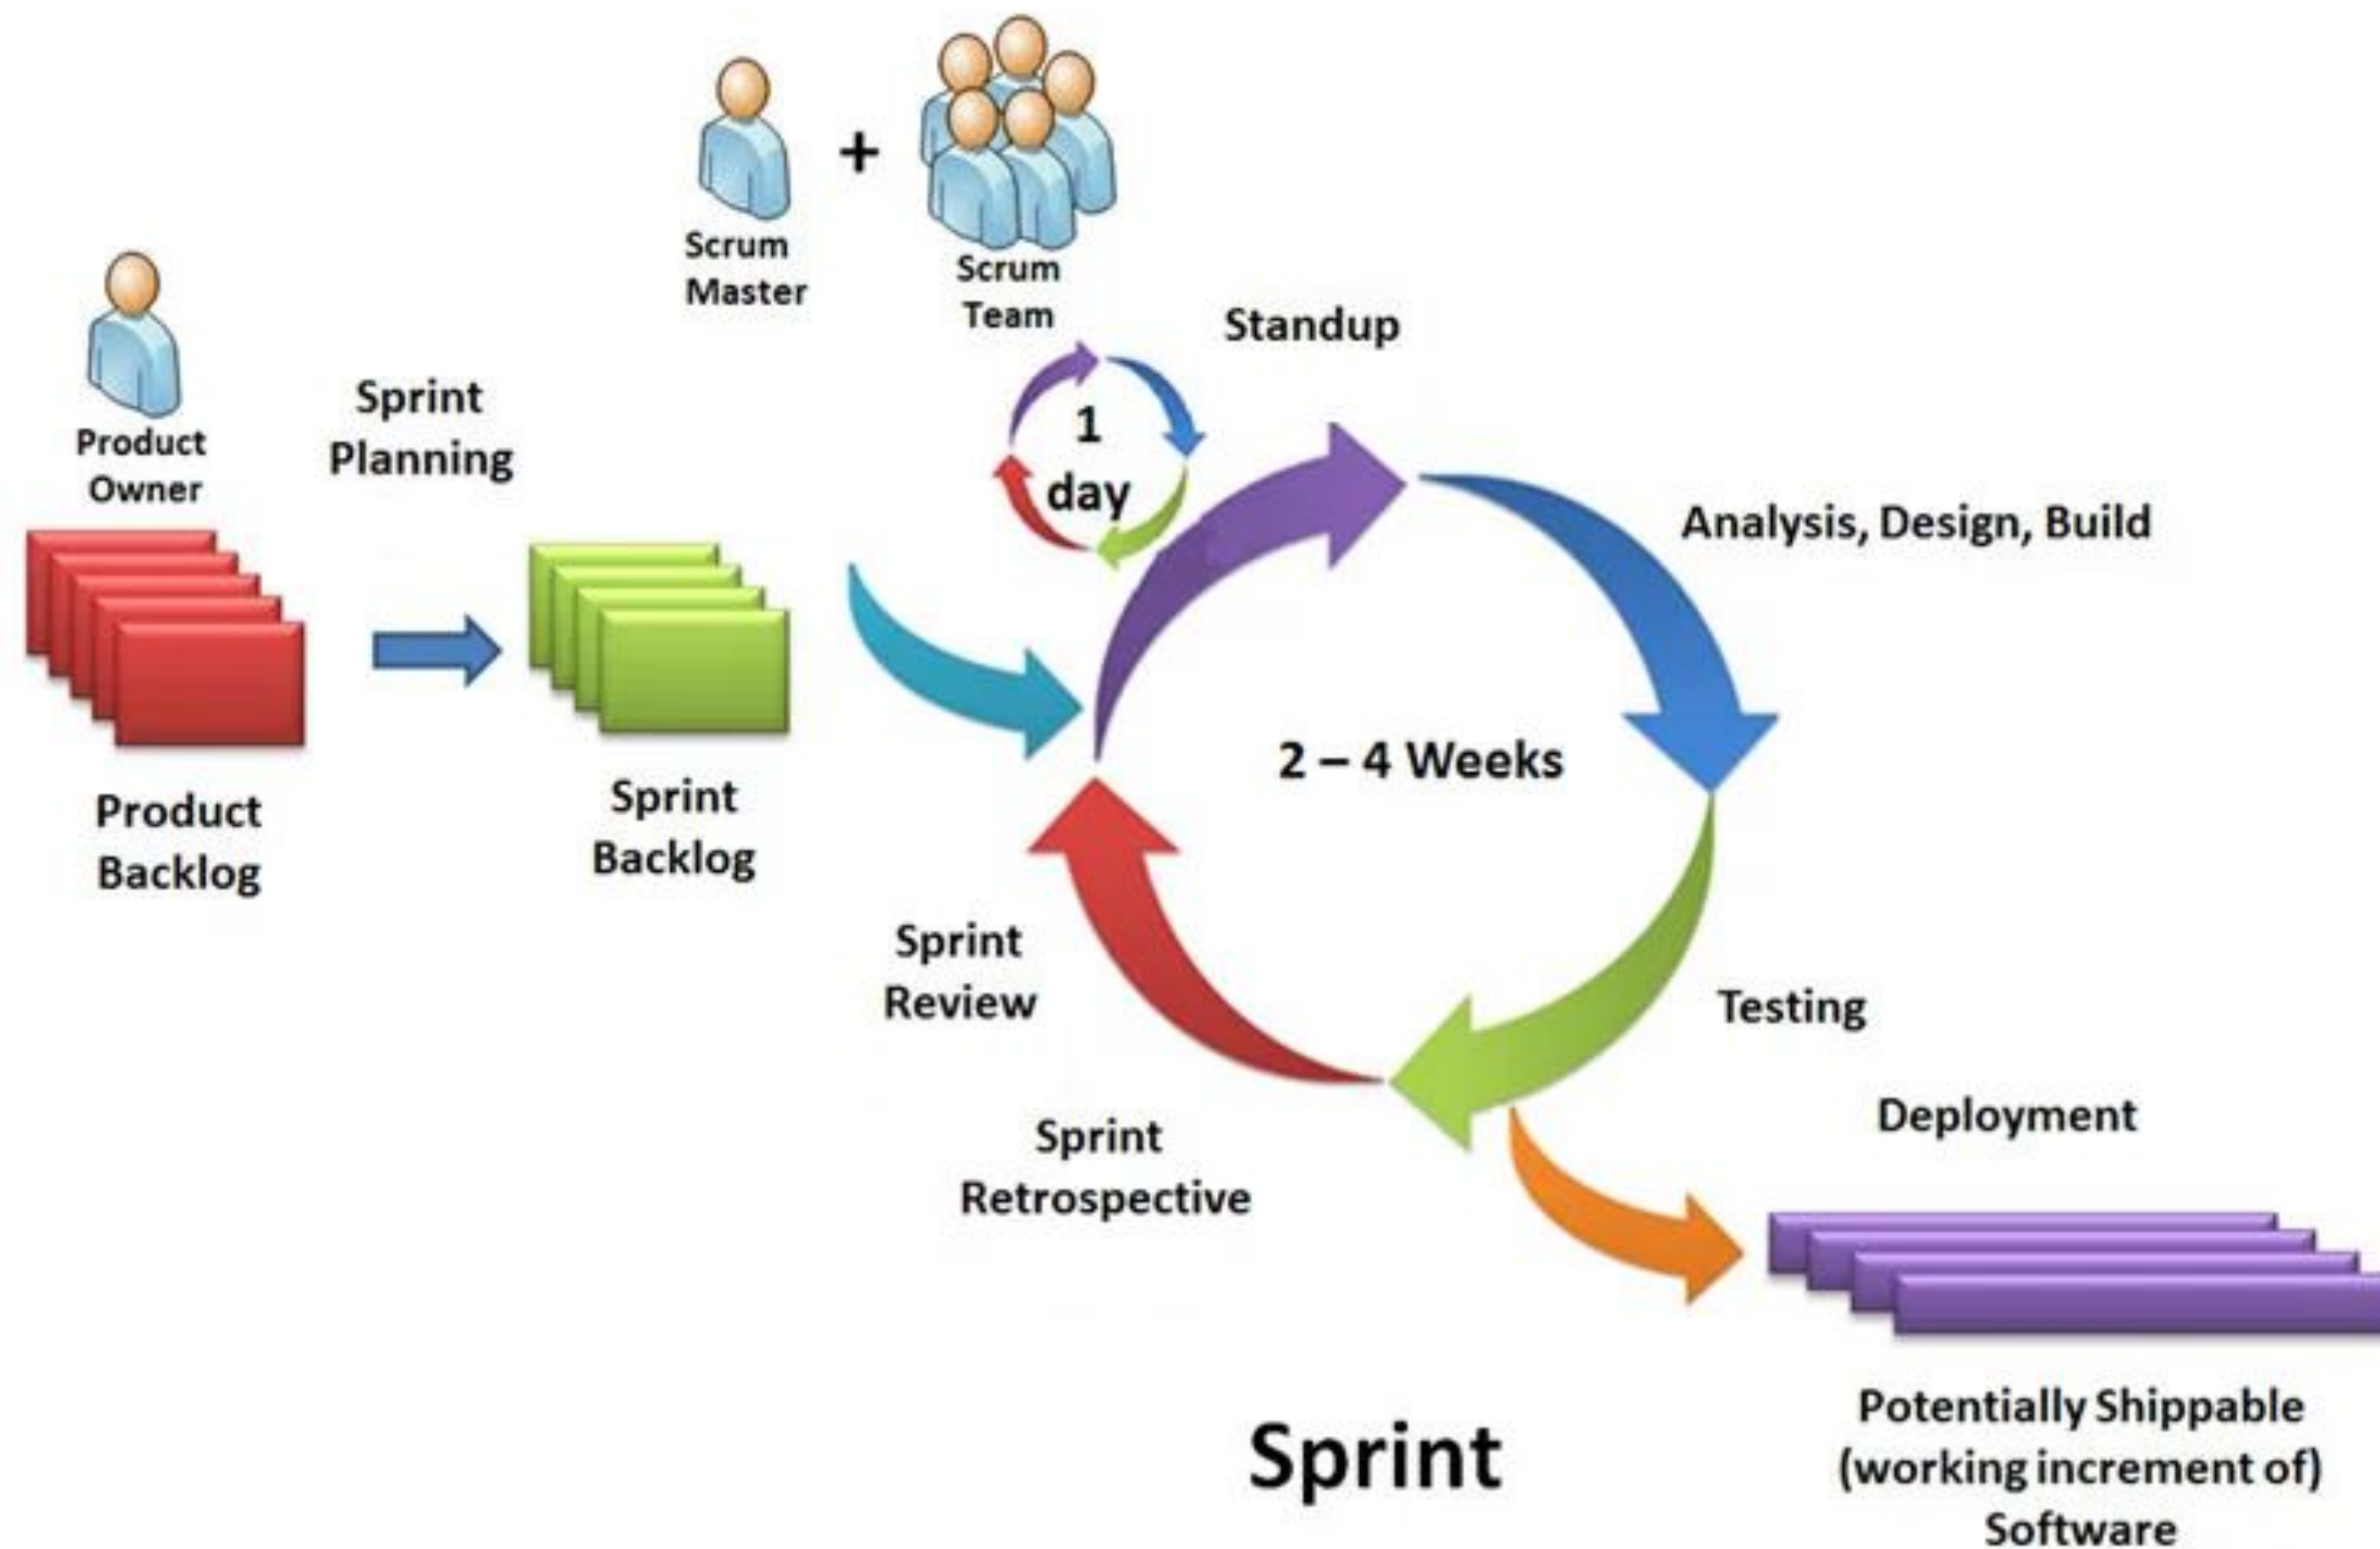 Scrum
Master
+
Scrum
Team
Product
Owner
Sprint
Planning
Standup
1
day
Analysis, Design, Build
2 – 4 Weeks
Product
Backlog
Sprint
Backlog
Sprint
Review
Testing
Sprint
Retrospective
Deployment
Sprint
Potentially Shippable
(working increment of)
Software